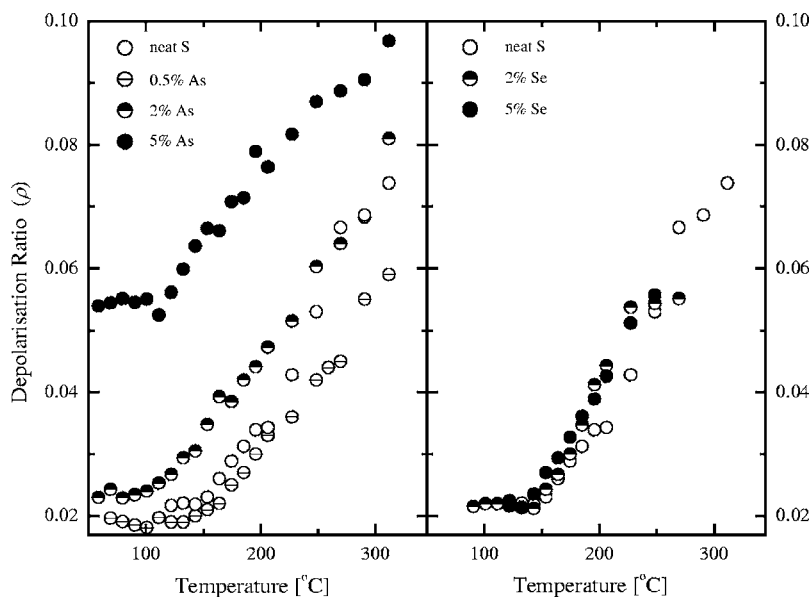 0.10
0.08
0.06
0.04
0.02
Depolarisation Ratio (ρ)
neat S
0.5% As
2% As
5% As
100
200
300
Temperature [°C]
neat S
2% Se
5% Se
100
200
300
Temperature [°C]
0.10
0.08
0.06
0.04
0.02